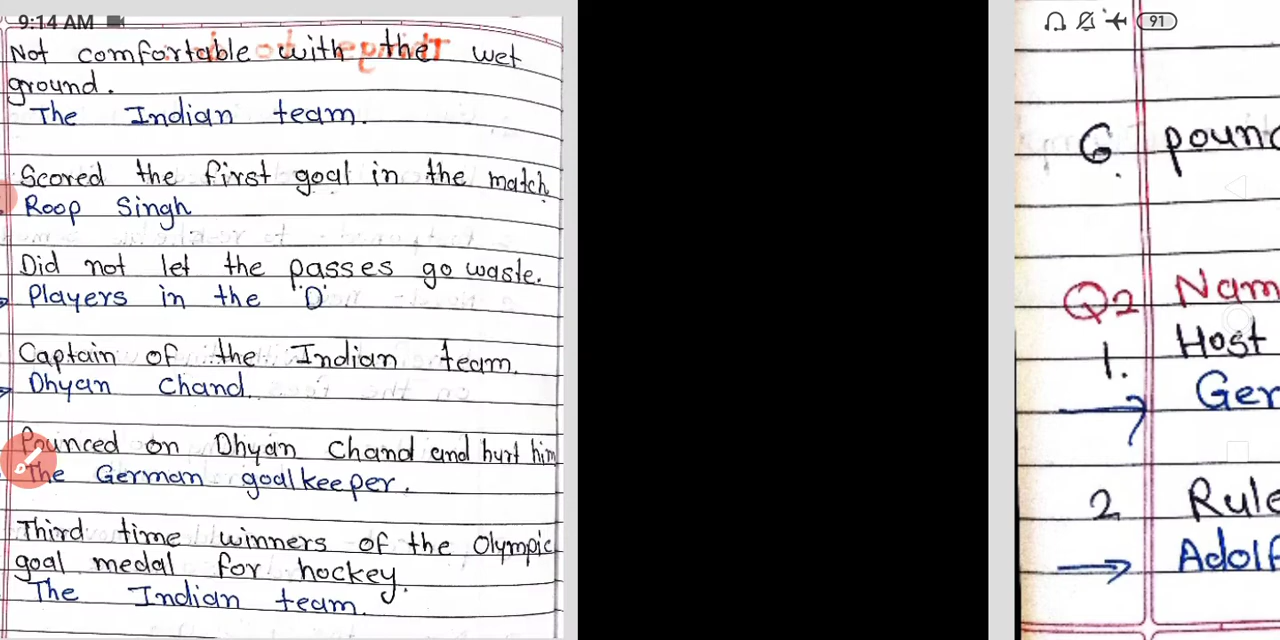 9:14 AM
Not comfortable with the wet
ground.
The Indian team.
Scored the first goal in the match.
Roop Singh
Did not let the passes go waste.
Players in the 'D'
Captain of the Indian team.
Dhyan Chand.
Pounced on Dhyan Chand and hurt him
The German goalkeeper.
Third time winners of the Olympic
goal medal for hockey.
The Indian team.
91
6. pounc
Q2 Nam
1. Host
Ger
2 Rule
Adolf